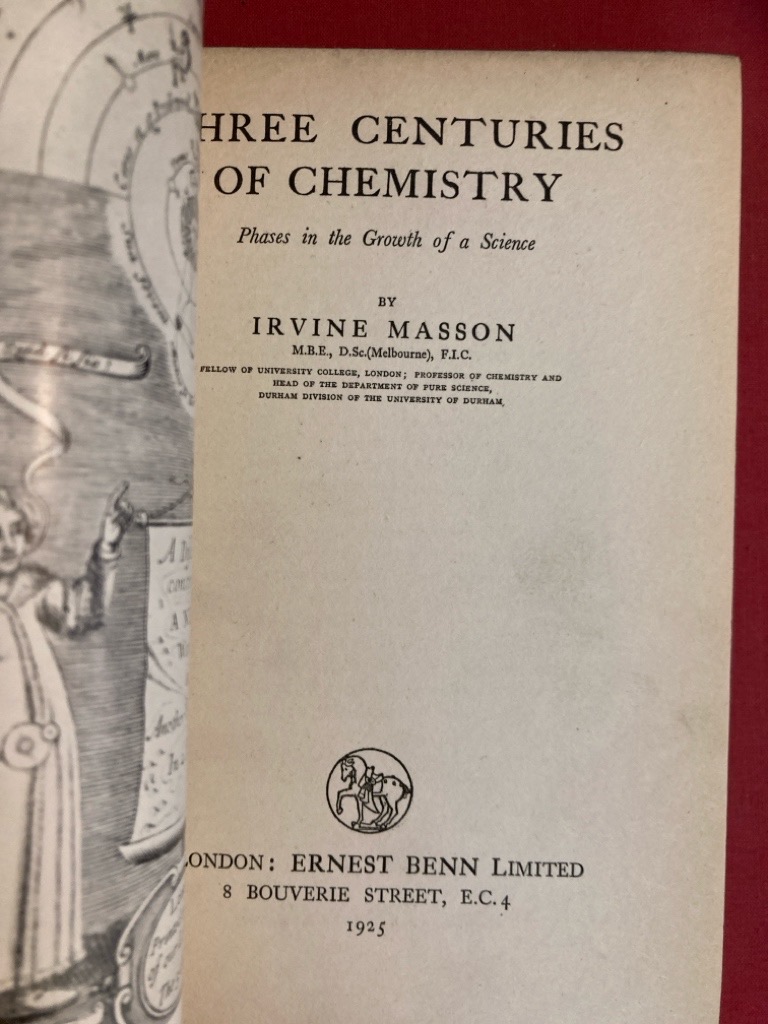 HREE CENTURIES
OF CHEMISTRY
Phases in the Growth of a Science
BY
IRVINE MASSON
M.B.E., D.Sc.(Melbourne), F.I.C.
FELLOW OF UNIVERSITY COLLEGE, LONDON; PROFESSOR OF CHEMISTRY AND
HEAD OF THE DEPARTMENT OF PURE SCIENCE,
DURHAM DIVISION OF THE UNIVERSITY OF DURHAM.
ONDON: ERNEST BENN LIMITED
8 BOUVERIE STREET, E.C.4
1925